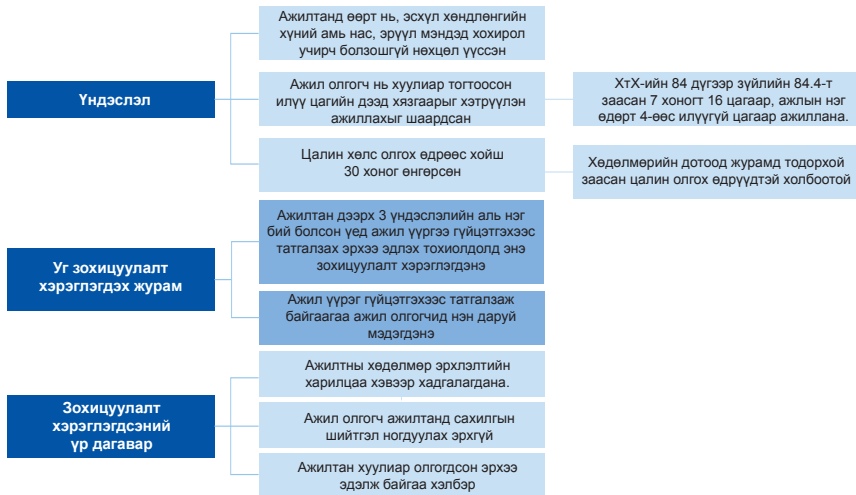 Үндэслэл
Ажилтанд өөрт нь, эсхүл хөндлөнгийн
хүний амь нас, эрүүл мэндэд хохирол
учирч болзошгүй нөхцөл үүссэн
Ажил олгогч нь хуулиар тогтоосон
илүү цагийн дээд хязгаарыг хэтрүүлэн
ажиллахыг шаардсан
ХтХ-ийн 84 дүгээр зүйлийн 84.4-т
заасан 7 хоногт 16 цагаар, ажлын нэг
өдөрт 4-өөс илүүгүй цагаар ажиллана.
Цалин хөлс олгох өдрөөс хойш
30 хоног өнгөрсөн
Хөдөлмөрийн дотоод журамд тодорхой
заасан цалин олгох өдрүүдтэй холбоотой
Уг зохицуулалт
хэрэглэгдэх журам
Ажилтан дээрх 3 үндэслэлийн аль нэг
бий болсон үед ажил үүргээ гүйцэтгэхээс
татгалзах эрхээ эдлэх тохиолдолд энэ
зохицуулалт хэрэглэгдэнэ
Ажил үүрэг гүйцэтгэхээс татгалзаж
байгаагаа ажил олгогчид нэн даруй
мэдэгдэнэ
Зохицуулалт
хэрэглэгдсэний
үр дагавар
Ажилтны хөдөлмөр эрхлэлтийн
харилцаа хэвээр хадгалагдана.
Ажил олгогч ажилтанд сахилгын
шийтгэл ногдуулах эрхгүй
Ажилтан хуулиар олгогдсон эрхээ
эдэлж байгаа хэлбэр